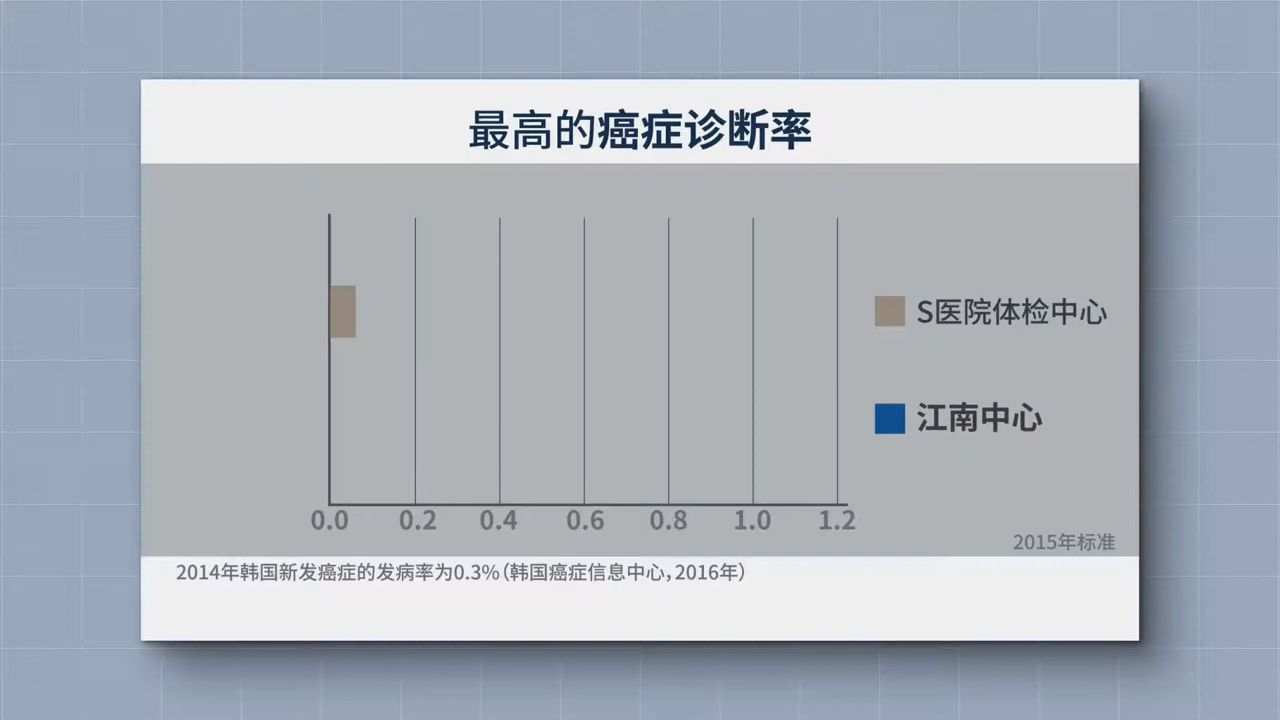 最高的癌症诊断率
S医院体检中心
江南中心
0.0 0.2 0.4 0.6 0.8 1.0 1.2
2015年标准
2014年韩国新发癌症的发病率为0.3%(韩国癌症信息中心,2016年)